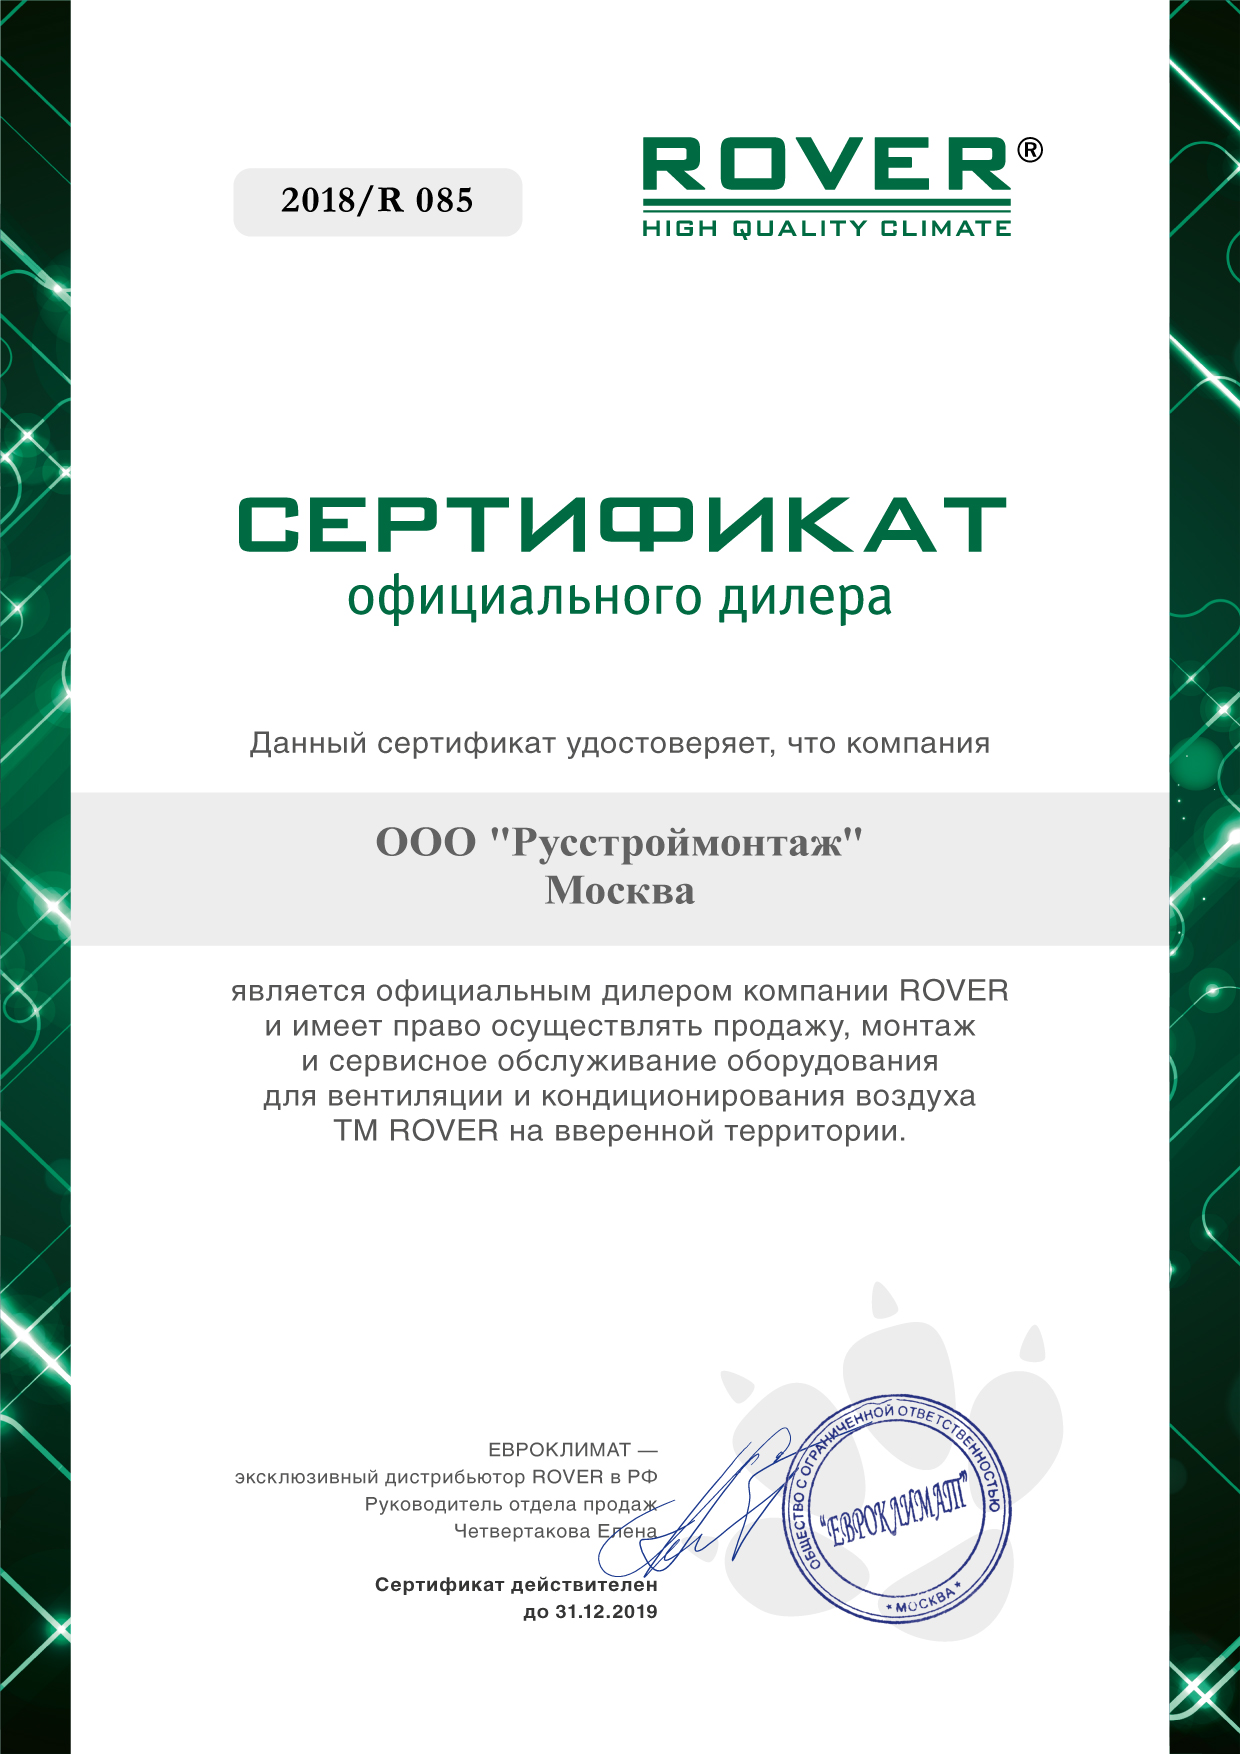 2018/R 085
ROVER®
HIGH QUALITY CLIMATE
СЕРТИФИКАТ
официального дилера
Данный сертификат удостоверяет, что компания
ООО "Русстроймонтаж"
Москва
является официальным дилером компании ROVER
и имеет право осуществлять продажу, монтаж
и сервисное обслуживание оборудования
для вентиляции и кондиционирования воздуха
ТМ ROVER на вверенной территории.
ЕВРОКЛИМАТ —
эксклюзивный дистрибьютор ROVER в РФ
Руководитель отдела продаж
Четвертакова Елена
Сертификат действителен
до 31.12.2019
ОБЩЕСТВО С ОГРАНИЧЕННОЙ ОТВЕТСТВЕННОСТЬЮ
"ЕВРОКЛИМАТ"
* МОСКВА *